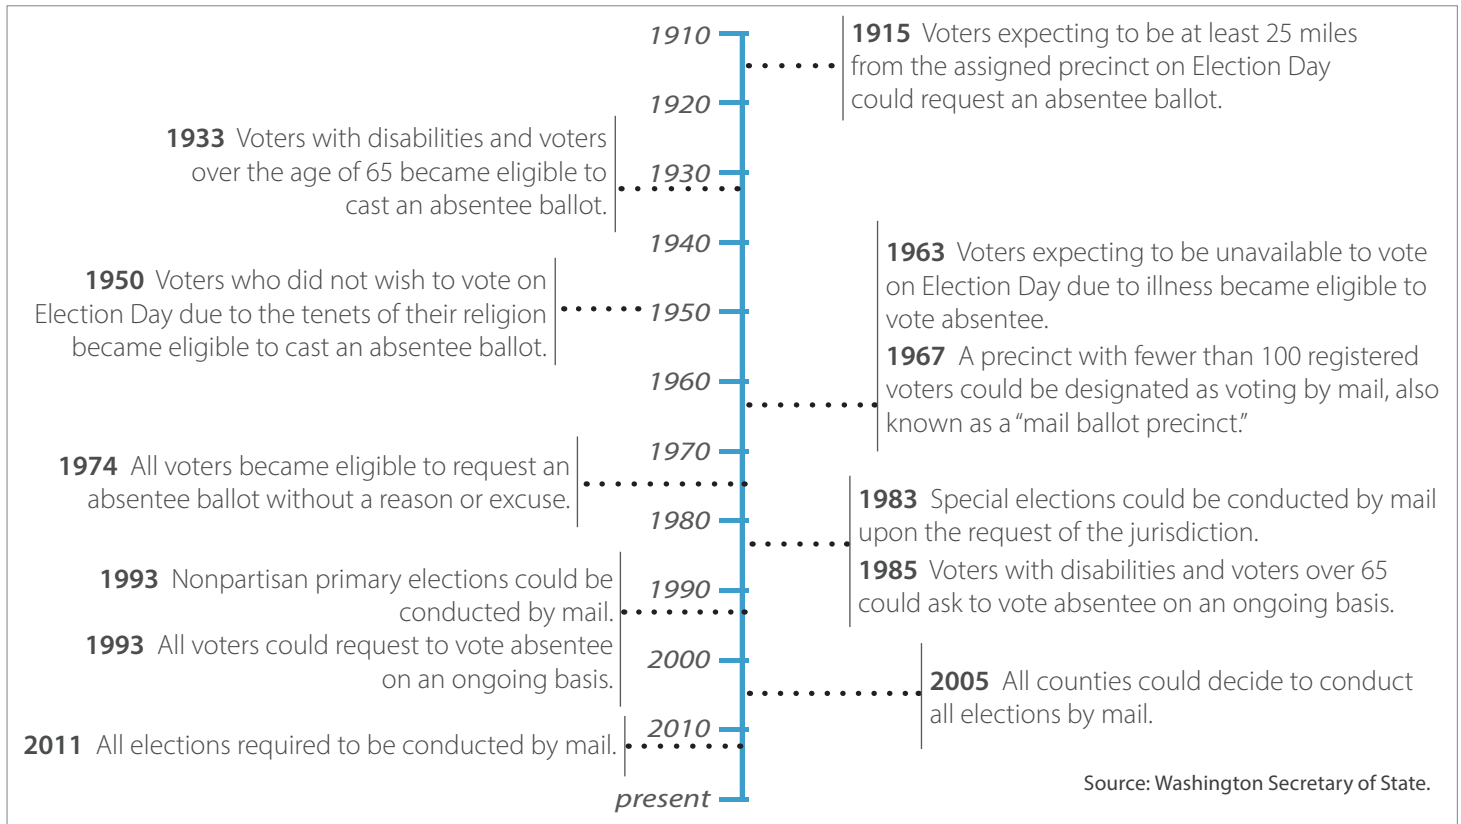 1910
1915 Voters expecting to be at least 25 miles
from the assigned precinct on Election Day
could request an absentee ballot.
1920
1933 Voters with disabilities and voters
over the age of 65 became eligible to
cast an absentee ballot.
1930
1940
1950 Voters who did not wish to vote on
Election Day due to the tenets of their religion
became eligible to cast an absentee ballot.
1950
1963 Voters expecting to be unavailable to vote
on Election Day due to illness became eligible to
vote absentee.
1967 A precinct with fewer than 100 registered
voters could be designated as voting by mail, also
known as a “mail ballot precinct.”
1960
1970
1974 All voters became eligible to request an
absentee ballot without a reason or excuse.
1980
1983 Special elections could be conducted by mail
upon the request of the jurisdiction.
1985 Voters with disabilities and voters over 65
could ask to vote absentee on an ongoing basis.
1990
1993 Nonpartisan primary elections could be
conducted by mail.
1993 All voters could request to vote absentee
on an ongoing basis.
2000
2005 All counties could decide to conduct
all elections by mail.
2010
2011 All elections required to be conducted by mail.
present
Source: Washington Secretary of State.